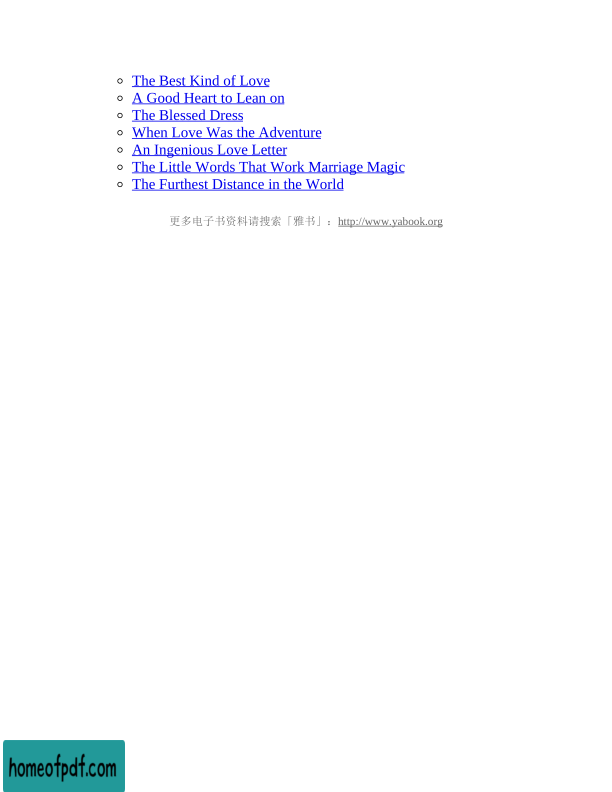 The Best Kind of Love
A Good Heart to Lean on
The Blessed Dress
When Love Was the Adventure
An Ingenious Love Letter
The Little Words That Work Marriage Magic
The Furthest Distance in the World
更多电子书资料请搜索「雅书」：http://www.yabook.org
homeofpdf.com